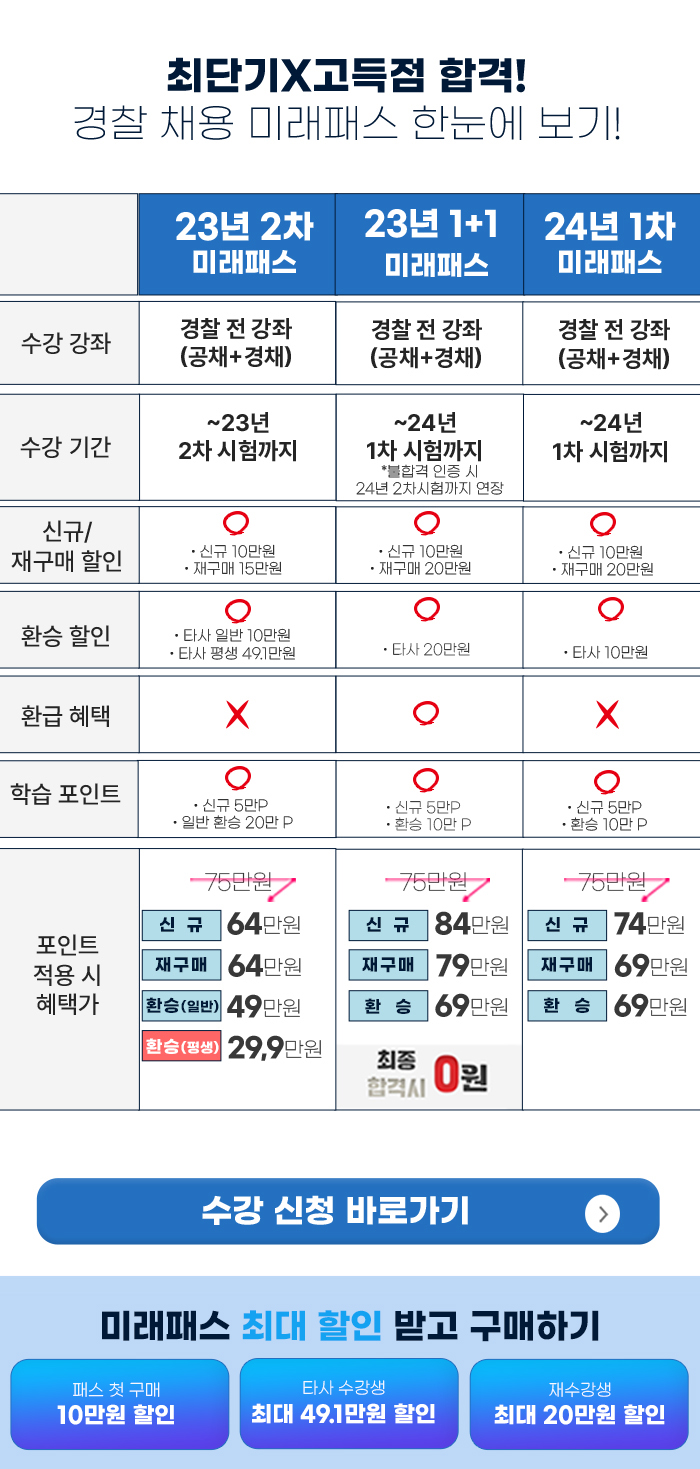 최단기X고득점 합격!
경찰 채용 미래패스 한눈에 보기!
23년 2차
미래패스
23년 1+1
미래패스
24년 1차
미래패스
수강 강좌
경찰 전 강좌
(공채+경채)
경찰 전 강좌
(공채+경채)
경찰 전 강좌
(공채+경채)
수강 기간
~23년
2차 시험까지
~24년
1차 시험까지
*불합격 인증 시
24년 2차시험까지 연장
~24년
1차 시험까지
신규/
재구매 할인
• 신규 10만원
• 재구매 15만원
• 신규 10만원
• 재구매 20만원
• 신규 10만원
• 재구매 20만원
환승 할인
• 타사 일반 10만원
• 타사 평생 49.1만원
• 타사 20만원
• 타사 10만원
환급 혜택
학습 포인트
• 신규 5만P
• 일반 환승 20만 P
• 신규 5만P
• 환승 10만 P
• 신규 5만P
• 환승 10만 P
포인트
적용 시
혜택가
75만원
신 규 64만원
재구매 64만원
환승(일반) 49만원
환승(평생) 29,9만원
75만원
신 규 84만원
재구매 79만원
환 승 69만원
최종
합격시 0원
75만원
신 규 74만원
재구매 69만원
환 승 69만원
수강 신청 바로가기
미래패스 최대 할인 받고 구매하기
패스 첫 구매
10만원 할인
타사 수강생
최대 49.1만원 할인
재수강생
최대 20만원 할인